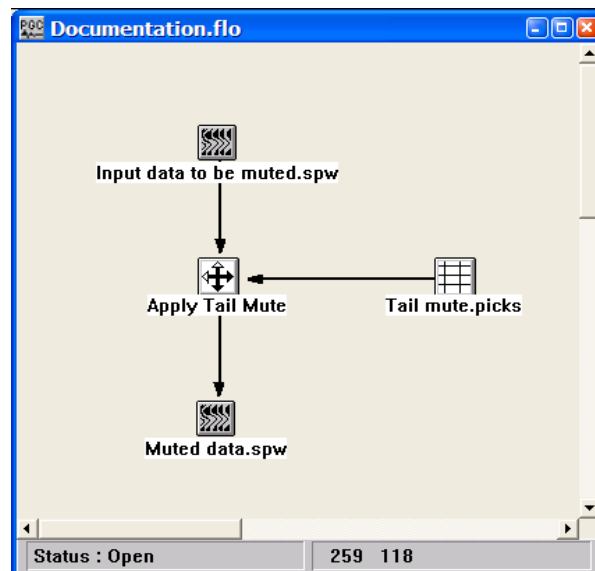 PGC Documentation.flo
Input data to be muted.spw
Apply Tail Mute
Tail mute.picks
Muted data.spw
Status : Open
259 118